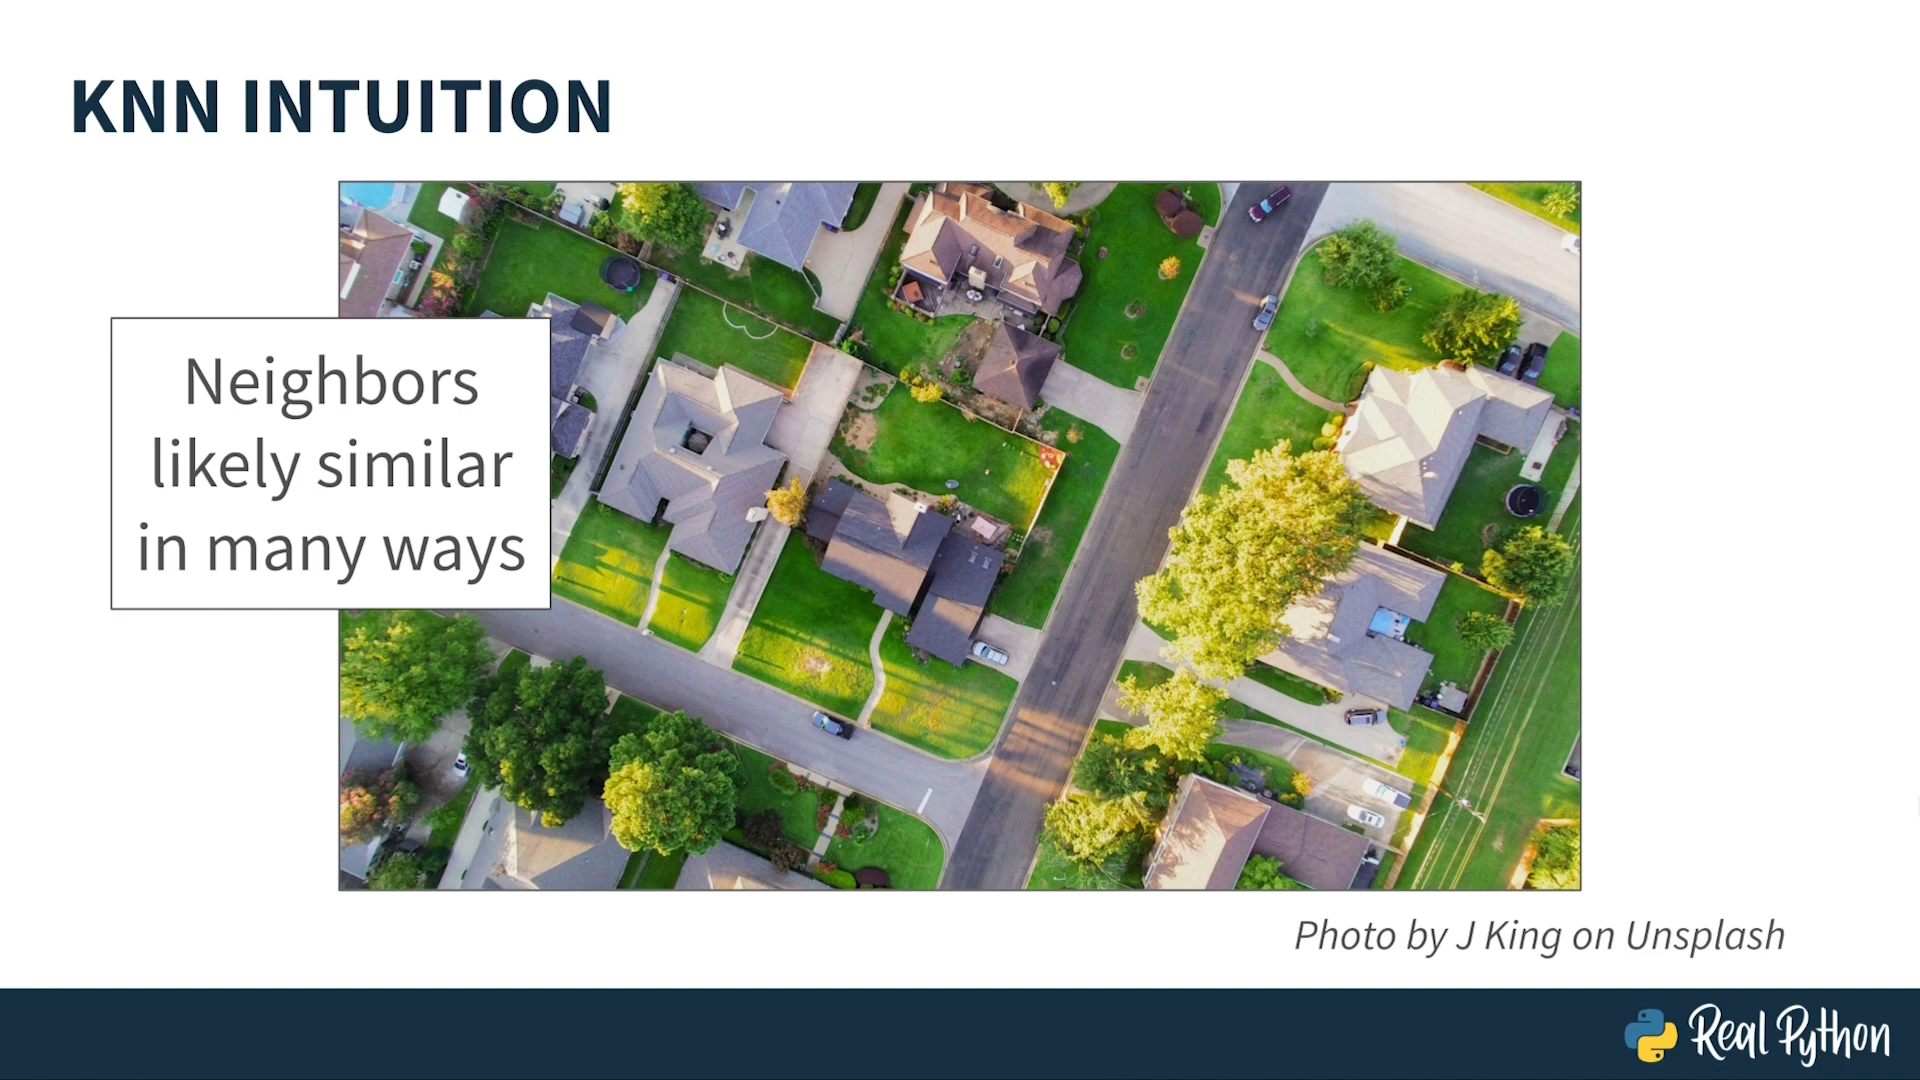 KNN INTUITION
Neighbors
likely similar
in many ways
Photo by J King on Unsplash
Real Python